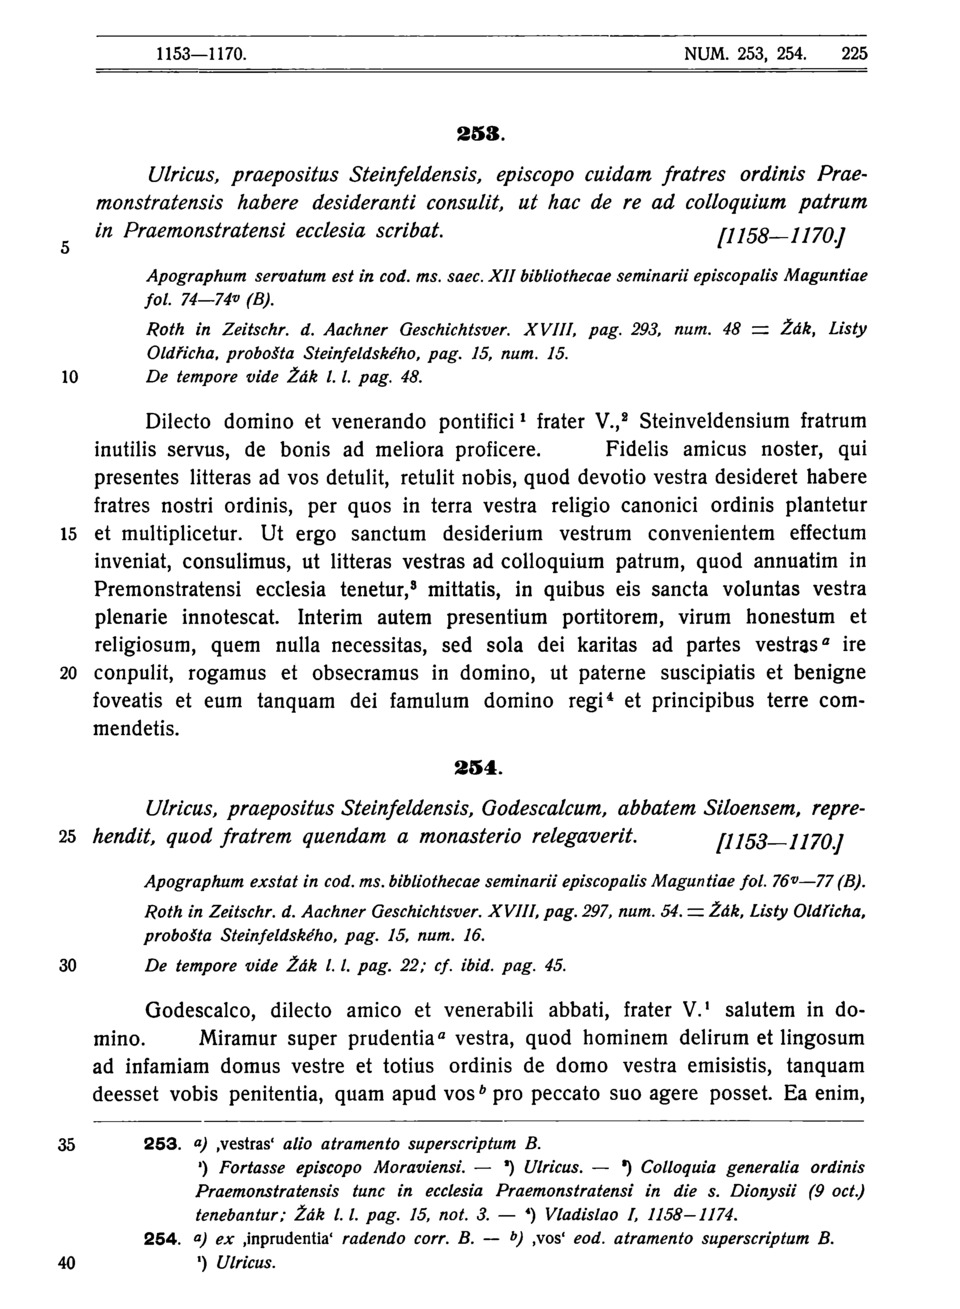 1153—1170. NUM. 253, 254. 225
253.
Ulricus, praepositus Steinfeldensis, episcopo cuidam fratres ordinis Prae-
monstratensis habere desideranti consulit, ut hac de re ad colloquium patrum
in Praemonstratensi ecclesia scribat. [1158—1170.]
5
Apographum servatum est in cod. ms. saec. XII bibliothecae seminarii episcopalis Maguntiae
fol. 74—74v (B).
Roth in Zeitschr. d. Aachner Geschichtsver. XVIII, pag. 293, num. 48 = Žák, Listy
Oldřicha, probošta Steinfeldského, pag. 15, num. 15.
10 De tempore vide Žák l. l. pag. 48.
Dilecto domino et venerando pontifici ¹ frater V.,² Steinveldensium fratrum
inutilis servus, de bonis ad meliora proficere. Fidelis amicus noster, qui
presentes litteras ad vos detulit, retulit nobis, quod devotio vestra desideret habere
fratres nostri ordinis, per quos in terra vestra religio canonici ordinis plantetur
15 et multiplicetur. Ut ergo sanctum desiderium vestrum convenientem effectum
inveniat, consulimus, ut litteras vestras ad colloquium patrum, quod annuatim in
Premonstratensi ecclesia tenetur,³ mittatis, in quibus eis sancta voluntas vestra
plenarie innotescat. Interim autem presentium portitorem, virum honestum et
religiosum, quem nulla necessitas, sed sola dei karitas ad partes vestras ᵃ ire
20 conpulit, rogamus et obsecramus in domino, ut paterne suscipiatis et benigne
foveatis et eum tanquam dei famulum domino regi ⁴ et principibus terre com-
mendetis.
254.
Ulricus, praepositus Steinfeldensis, Godescalcum, abbatem Siloensem, repre-
25 hendit, quod fratrem quendam a monasterio relegaverit. [1153—1170.]
Apographum exstat in cod. ms. bibliothecae seminarii episcopalis Maguntiae fol. 76v—77 (B).
Roth in Zeitschr. d. Aachner Geschichtsver. XVIII, pag. 297, num. 54. = Žák, Listy Oldřicha,
probošta Steinfeldského, pag. 15, num. 16.
30 De tempore vide Žák l. l. pag. 22; cf. ibid. pag. 45.
Godescalco, dilecto amico et venerabili abbati, frater V.¹ salutem in do-
mino. Miramur super prudentia ᵃ vestra, quod hominem delirum et lingosum
ad infamiam domus vestre et totius ordinis de domo vestra emisistis, tanquam
deesset vobis penitentia, quam apud vos ᵇ pro peccato suo agere posset. Ea enim,
35 253. a) ‚vestras‘ alio atramento superscriptum B.
¹) Fortasse episcopo Moraviensi. — ²) Ulricus. — ³) Colloquia generalia ordinis
Praemonstratensis tunc in ecclesia Praemonstratensi in die s. Dionysii (9 oct.)
tenebantur; Žák l. l. pag. 15, not. 3. — ⁴) Vladislao I, 1158—1174.
254. a) ex ‚inprudentia‘ radendo corr. B. — b) ‚vos‘ eod. atramento superscriptum B.
40 ¹) Ulricus.